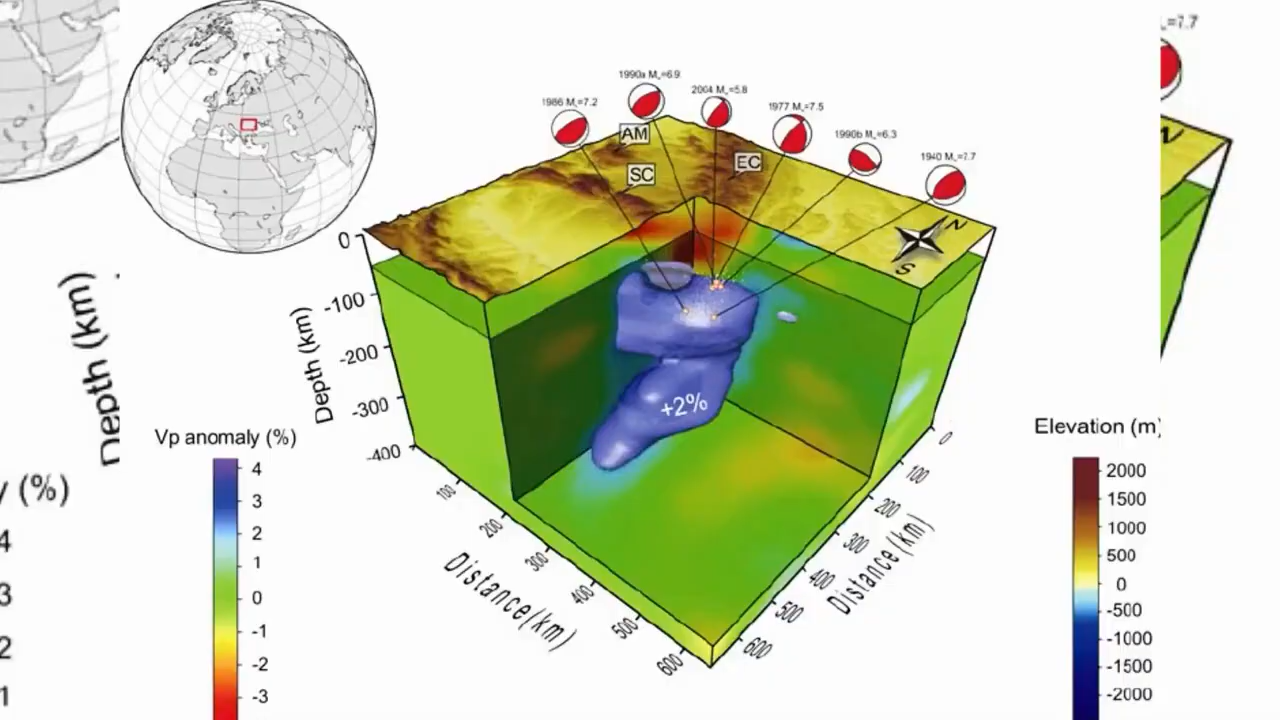 1990a Mw=6.9
1986 Mw=7.2
2004 Mw=5.8
1977 Mw=7.5
1990b Mw=6.3
1940 Mw=7.7
AM
SC
EC
N
S
0
-100
-200
-300
-400
Depth (km)
+2%
100
200
300
400
500
600
Distance(km)
0
100
200
300
400
500
600
Distance (km)
Vp anomaly (%)
4
3
2
1
0
-1
-2
-3
Elevation (m)
2000
1500
1000
500
0
-500
-1000
-1500
-2000
Depth (km)
y (%)
4
3
2
1
=7.7